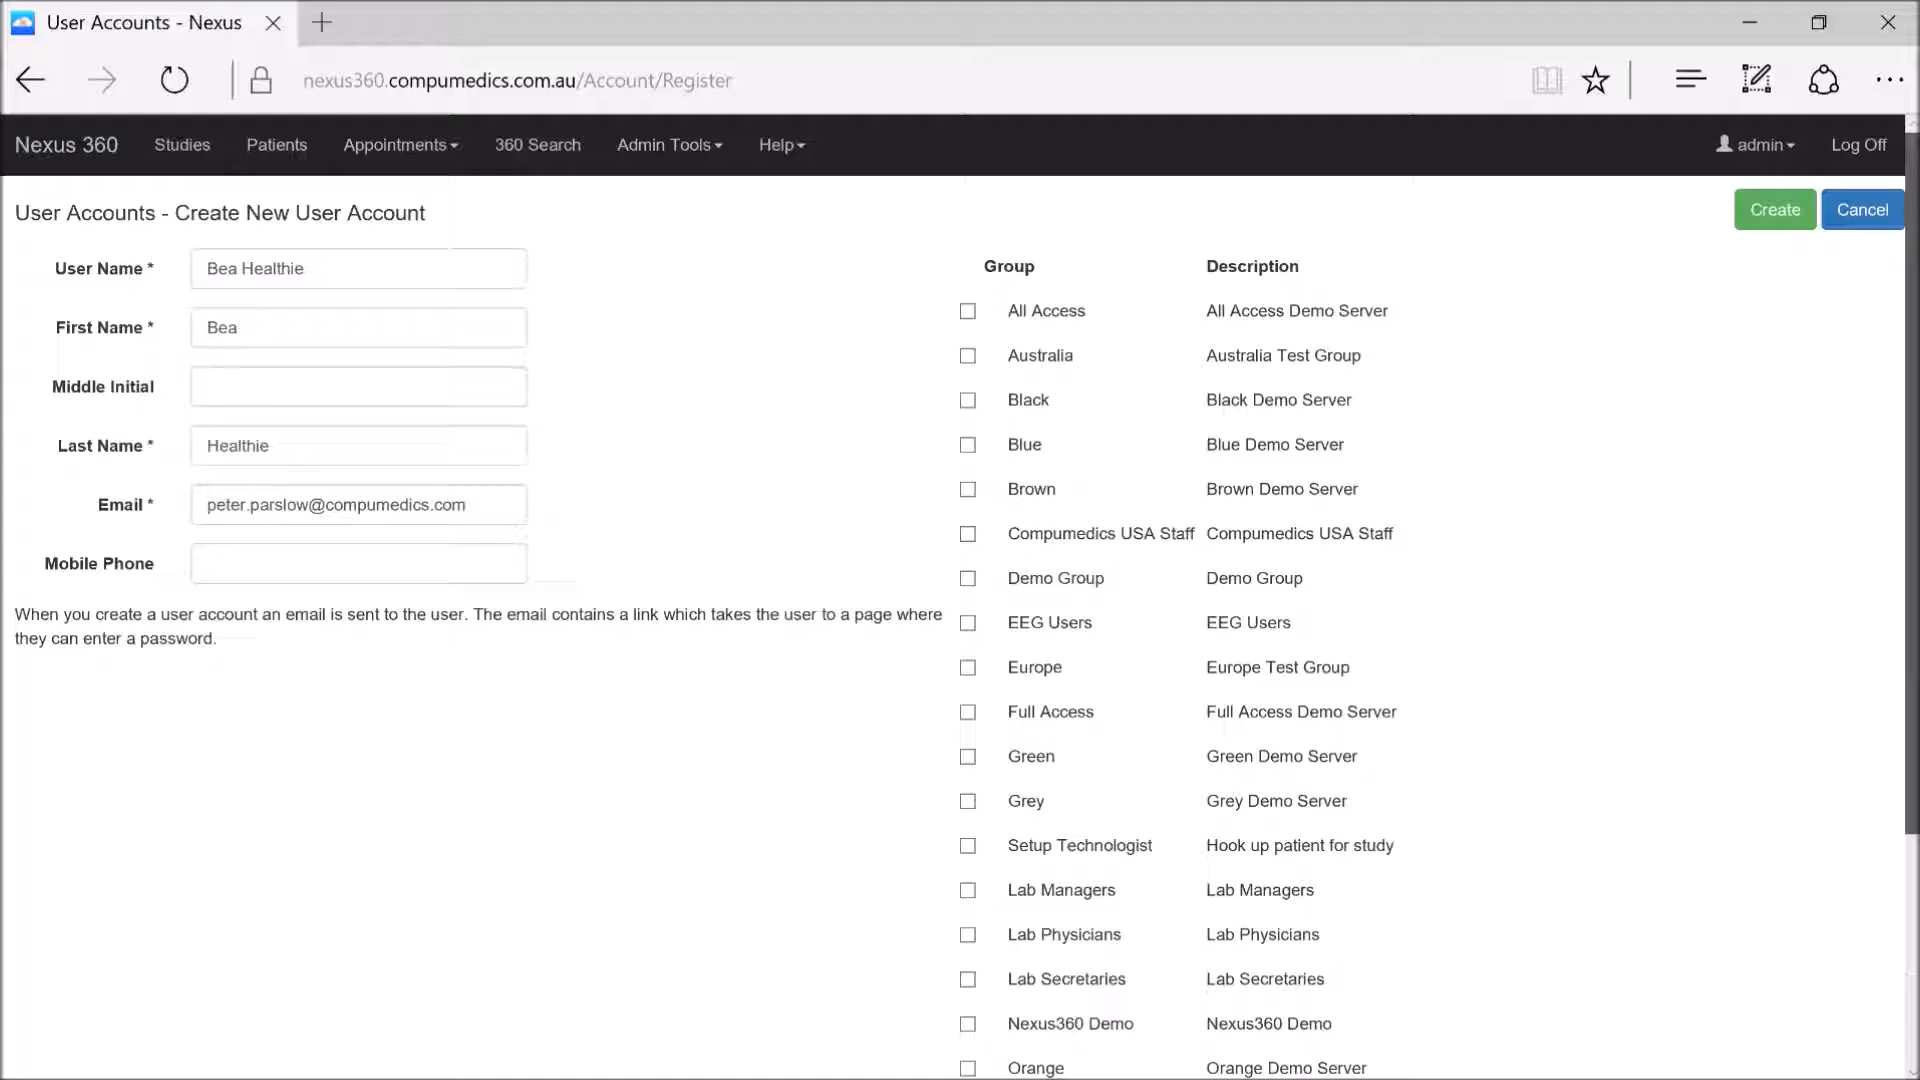 User Accounts - Nexus
nexus360.compumedics.com.au/Account/Register
Nexus 360 Studies Patients Appointments 360 Search Admin Tools Help admin Log Off
User Accounts - Create New User Account
Create Cancel
User Name * Bea Healthie
First Name * Bea
Middle Initial
Last Name * Healthie
Email * peter.parslow@compumedics.com
Mobile Phone
When you create a user account an email is sent to the user. The email contains a link which takes the user to a page where
they can enter a password.
Group Description
All Access All Access Demo Server
Australia Australia Test Group
Black Black Demo Server
Blue Blue Demo Server
Brown Brown Demo Server
Compumedics USA Staff Compumedics USA Staff
Demo Group Demo Group
EEG Users EEG Users
Europe Europe Test Group
Full Access Full Access Demo Server
Green Green Demo Server
Grey Grey Demo Server
Setup Technologist Hook up patient for study
Lab Managers Lab Managers
Lab Physicians Lab Physicians
Lab Secretaries Lab Secretaries
Nexus360 Demo Nexus360 Demo
Orange Orange Demo Server